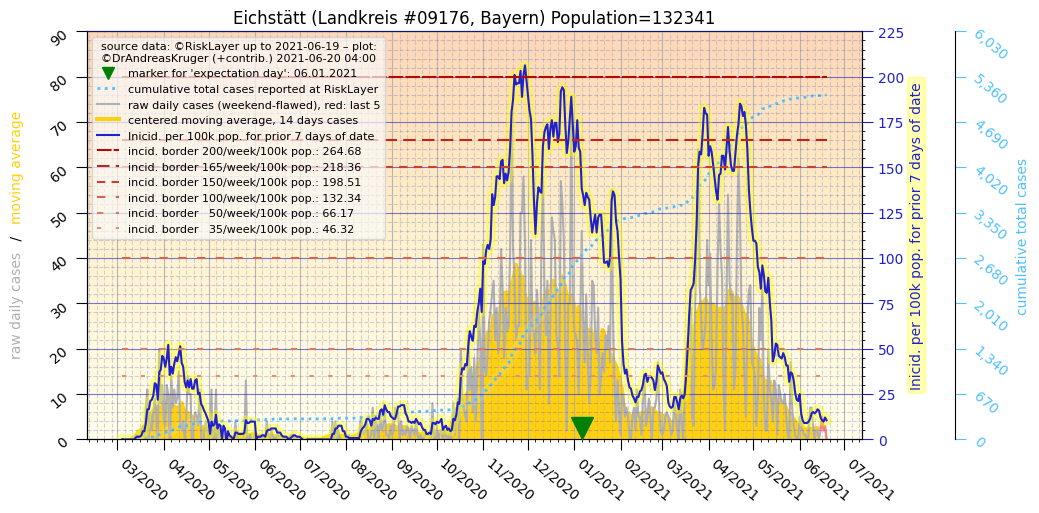 Eichstätt (Landkreis #09176, Bayern) Population=132341
source data: ©RiskLayer up to 2021-06-19 – plot:
©DrAndreasKruger (+contrib.) 2021-06-20 04:00
marker for 'expectation day': 06.01.2021
cumulative total cases reported at RiskLayer
raw daily cases (weekend-flawed), red: last 5
centered moving average, 14 days cases
Inicid. per 100k pop. for prior 7 days of date
incid. border 200/week/100k pop.: 264.68
incid. border 165/week/100k pop.: 218.36
incid. border 150/week/100k pop.: 198.51
incid. border 100/week/100k pop.: 132.34
incid. border 50/week/100k pop.: 66.17
incid. border 35/week/100k pop.: 46.32
raw daily cases / moving average
90
80
70
60
50
40
30
20
10
0
03/2020
04/2020
05/2020
06/2020
07/2020
08/2020
09/2020
10/2020
11/2020
12/2020
01/2021
02/2021
03/2021
04/2021
05/2021
06/2021
07/2021
225
200
175
150
125
100
75
50
25
0
Inicid. per 100k pop. for prior 7 days of date
6,030
5,360
4,690
4,020
3,350
2,680
2,010
1,340
670
0
cumulative total cases